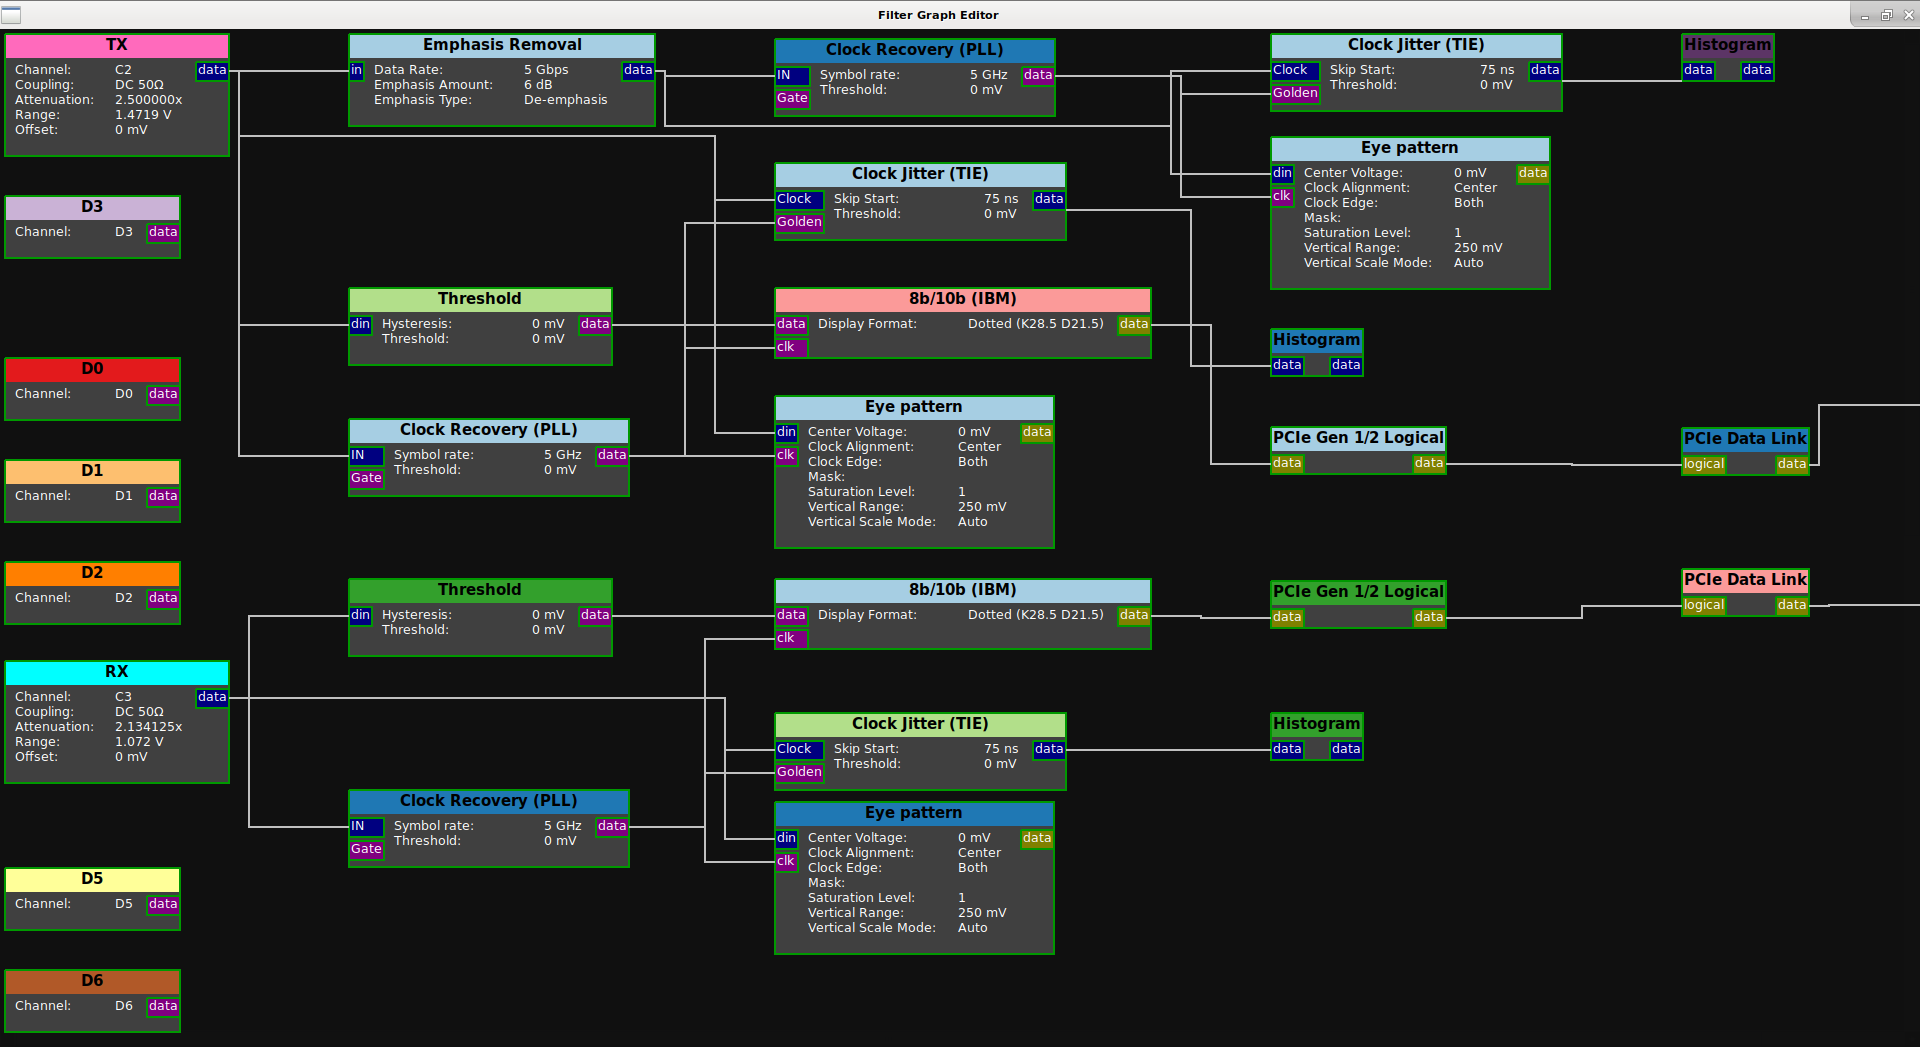 Filter Graph Editor
TX
Channel: C2 data
Coupling: DC 50Ω
Attenuation: 2.500000x
Range: 1.4719 V
Offset: 0 mV
D3
Channel: D3 data
D0
Channel: D0 data
D1
Channel: D1 data
D2
Channel: D2 data
RX
Channel: C3 data
Coupling: DC 50Ω
Attenuation: 2.134125x
Range: 1.072 V
Offset: 0 mV
D5
Channel: D5 data
D6
Channel: D6 data
Emphasis Removal
in Data Rate: 5 Gbps data
Emphasis Amount: 6 dB
Emphasis Type: De-emphasis
Threshold
din Hysteresis: 0 mV data
Threshold: 0 mV
Clock Recovery (PLL)
IN Symbol rate: 5 GHz data
Gate Threshold: 0 mV
Threshold
din Hysteresis: 0 mV data
Threshold: 0 mV
Clock Recovery (PLL)
IN Symbol rate: 5 GHz data
Gate Threshold: 0 mV
Clock Recovery (PLL)
IN Symbol rate: 5 GHz data
Gate Threshold: 0 mV
Clock Jitter (TIE)
Clock Skip Start: 75 ns data
Golden Threshold: 0 mV
8b/10b (IBM)
data Display Format: Dotted (K28.5 D21.5) data
clk
Eye pattern
din Center Voltage: 0 mV data
Clock Alignment: Center
clk Clock Edge: Both
Mask:
Saturation Level: 1
Vertical Range: 250 mV
Vertical Scale Mode: Auto
8b/10b (IBM)
data Display Format: Dotted (K28.5 D21.5) data
clk
Clock Jitter (TIE)
Clock Skip Start: 75 ns data
Golden Threshold: 0 mV
Eye pattern
din Center Voltage: 0 mV data
Clock Alignment: Center
clk Clock Edge: Both
Mask:
Saturation Level: 1
Vertical Range: 250 mV
Vertical Scale Mode: Auto
Clock Jitter (TIE)
Clock Skip Start: 75 ns data
Golden Threshold: 0 mV
Eye pattern
din Center Voltage: 0 mV data
Clock Alignment: Center
clk Clock Edge: Both
Mask:
Saturation Level: 1
Vertical Range: 250 mV
Vertical Scale Mode: Auto
Histogram
data data
PCIe Gen 1/2 Logical
data data
PCIe Gen 1/2 Logical
data data
Histogram
data data
Histogram
data data
PCIe Data Link
logical data
PCIe Data Link
logical data